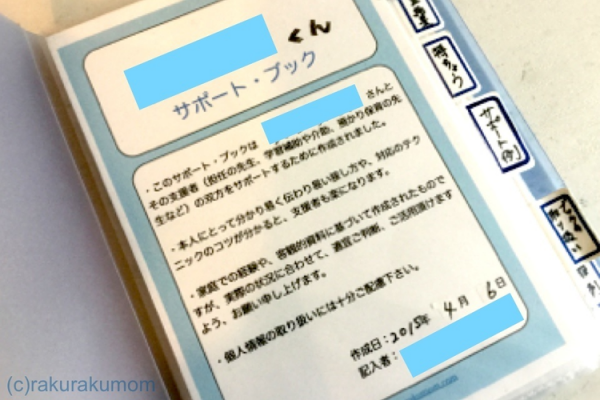 くん
サポート・ブック
・このサポート・ブックは さんと
その支援者（担任の先生、学習補助や介助、預かり保育の先
生など）の双方をサポートするために作成されました。
・本人にとって分かり易く伝わり易い接し方や、対応のテク
ニックのコツが分かると、支援者も楽になります。
・家庭での経験や、客観的資料に基づいて作成されたもので
すが、実際の状況に合わせて、適宜ご判断、ご活用頂けます
よう、お願い申し上げます。
・個人情報の取り扱いには十分ご配慮下さい。
作成日：2015年 4月 6日
記入者：
サポート例
(c)rakurakumom